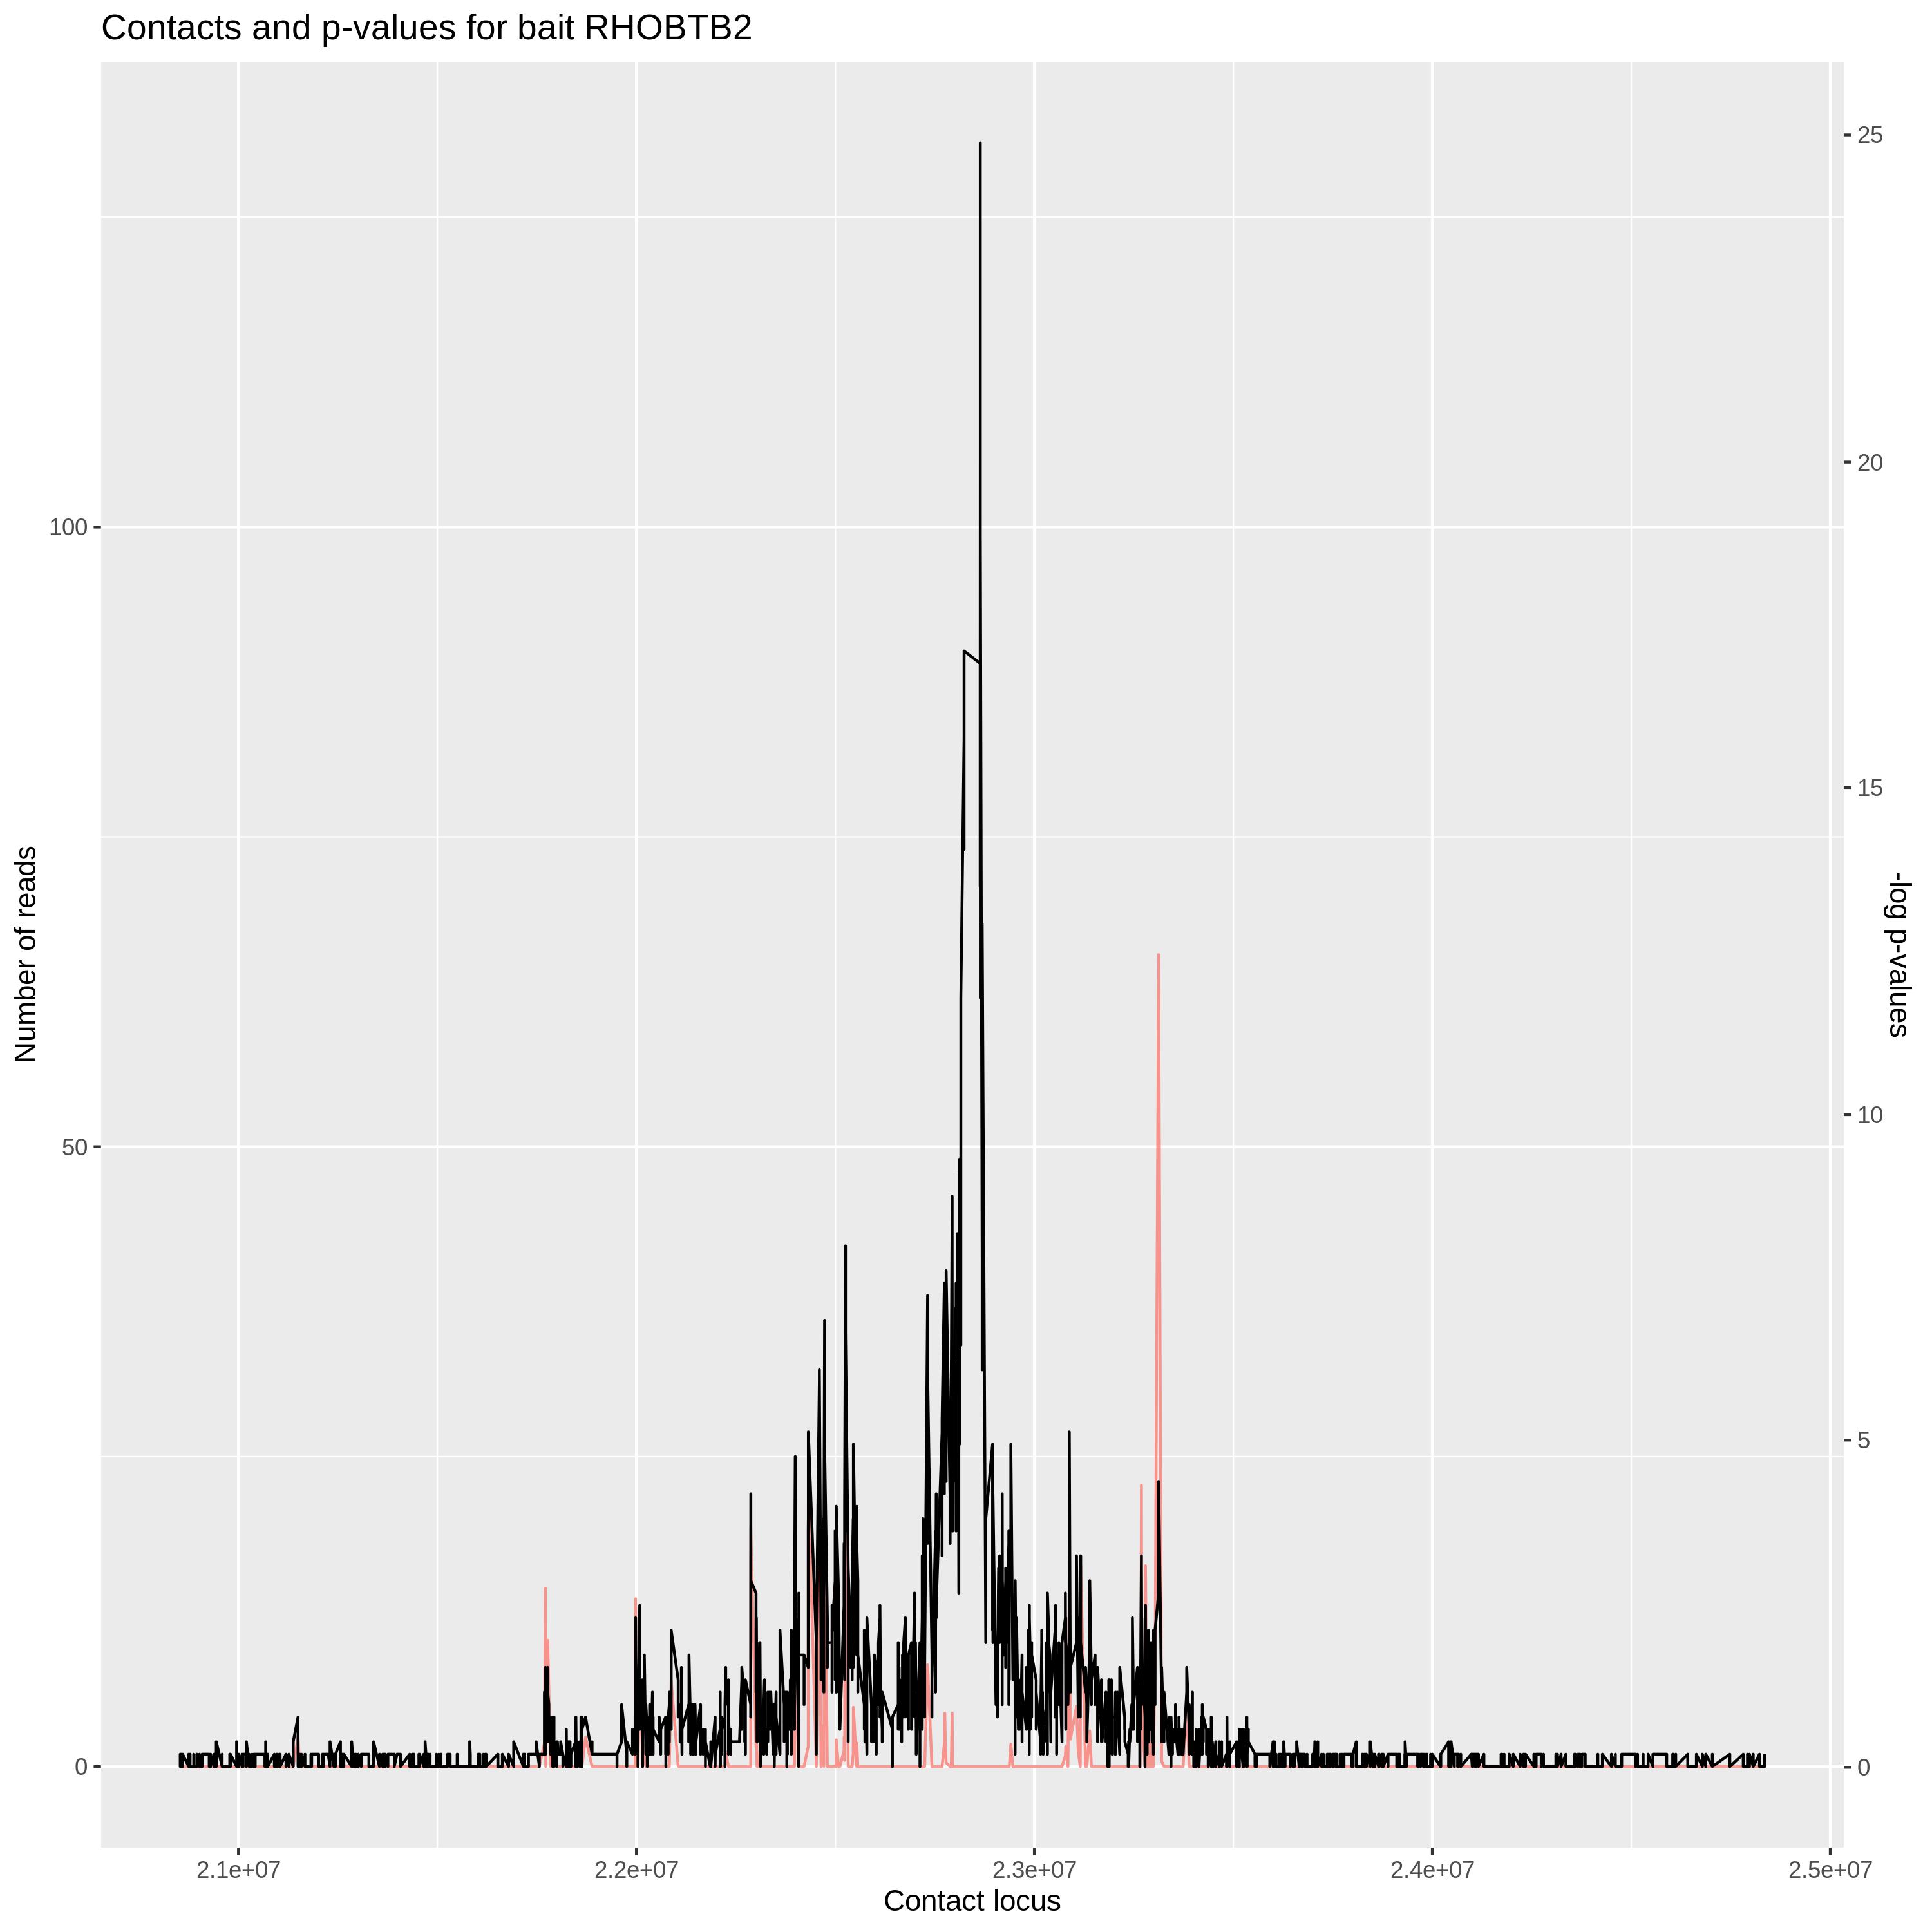 Contacts and p-values for bait RHOBTB2
Number of reads
100
50
0
25
20
15
10
5
0
-log p-values
2.1e+07 2.2e+07 2.3e+07 2.4e+07 2.5e+07
Contact locus